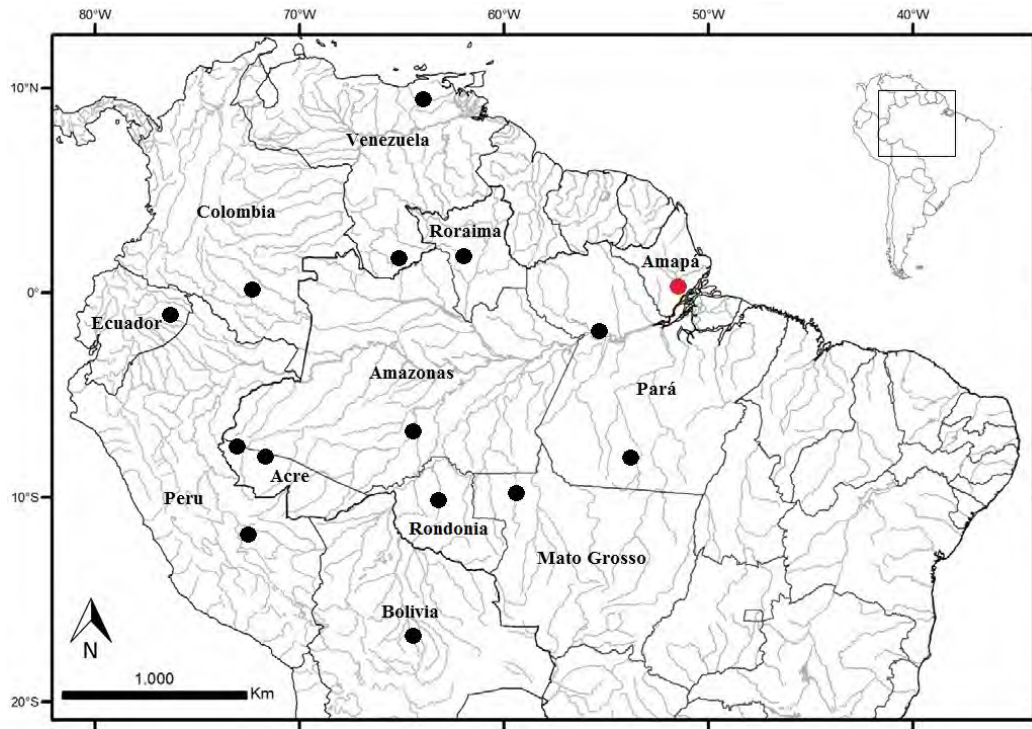 80°W 70°W 60°W 50°W 40°W
10°N
Venezuela
Colombia
Roraima
Amapá
0°
Ecuador
Amazonas
Pará
Acre
Peru
10°S
Rondonia
Mato Grosso
Bolivia
N
1.000
Km
20°S